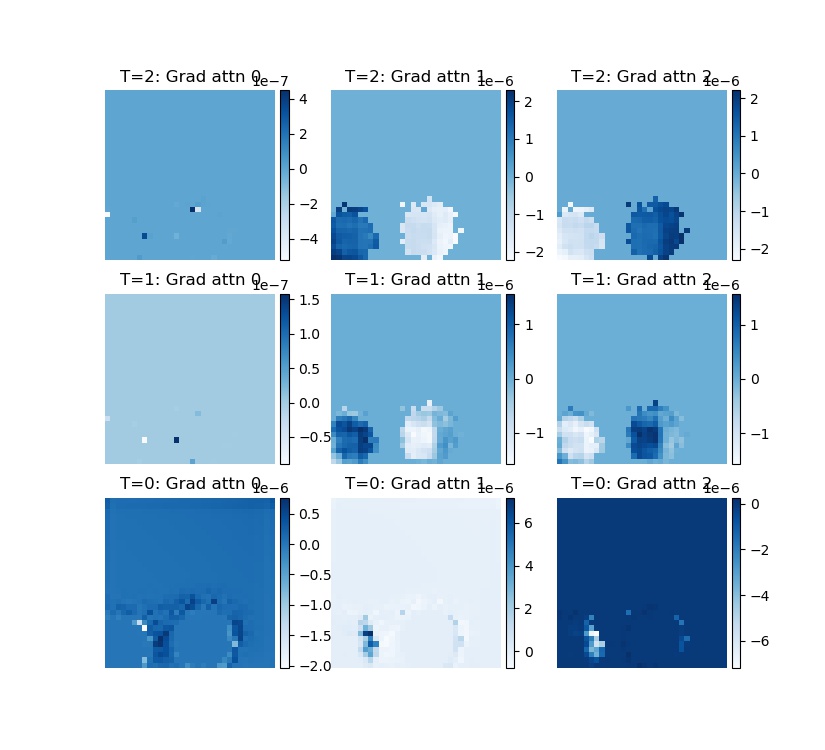 T=2: Grad attn 0
1e−7
T=2: Grad attn 1
1e−6
T=2: Grad attn 2
1e−6
4
2
0
−2
−4
2
1
0
−1
−2
2
1
0
−1
−2
T=1: Grad attn 0
1e−7
T=1: Grad attn 1
1e−6
T=1: Grad attn 2
1e−6
1.5
1.0
0.5
0.0
−0.5
1
0
−1
1
0
−1
T=0: Grad attn 0
1e−6
T=0: Grad attn 1
1e−6
T=0: Grad attn 2
1e−6
0.5
0.0
−0.5
−1.0
−1.5
−2.0
6
4
2
0
0
−2
−4
−6